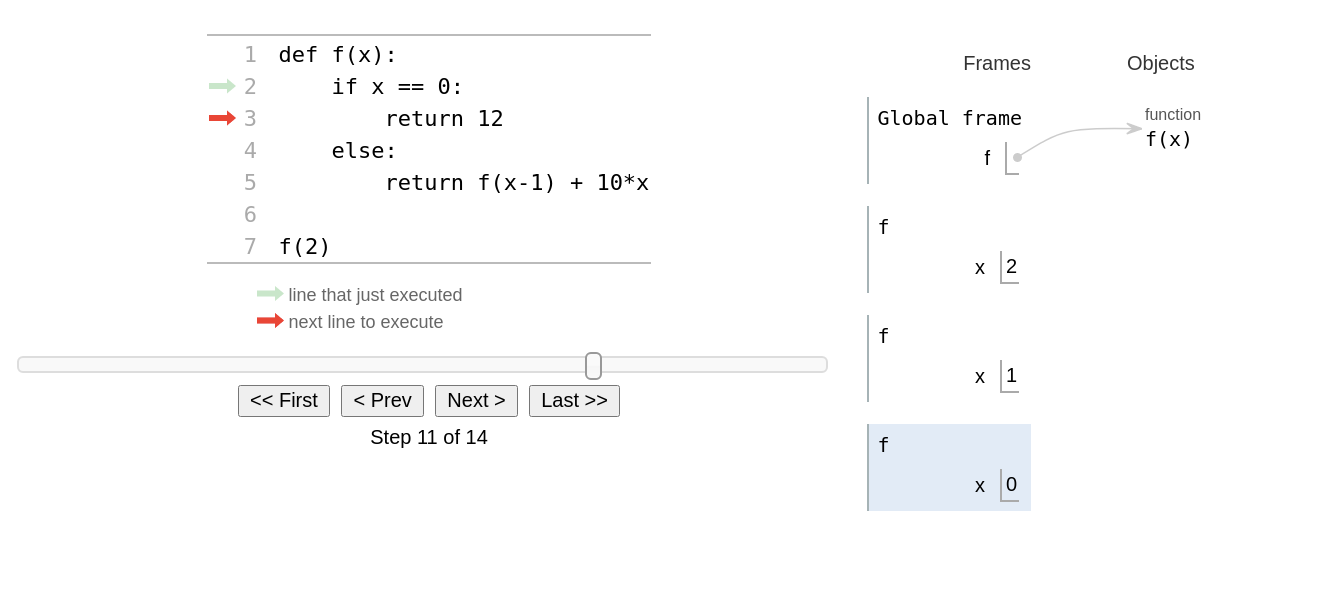 1 def f(x):
2     if x == 0:
3         return 12
4     else:
5         return f(x-1) + 10*x
6
7 f(2)
line that just executed
next line to execute
<< First < Prev Next > Last >>
Step 11 of 14
Frames Objects
Global frame
f
function
f(x)
f
x 2
f
x 1
f
x 0